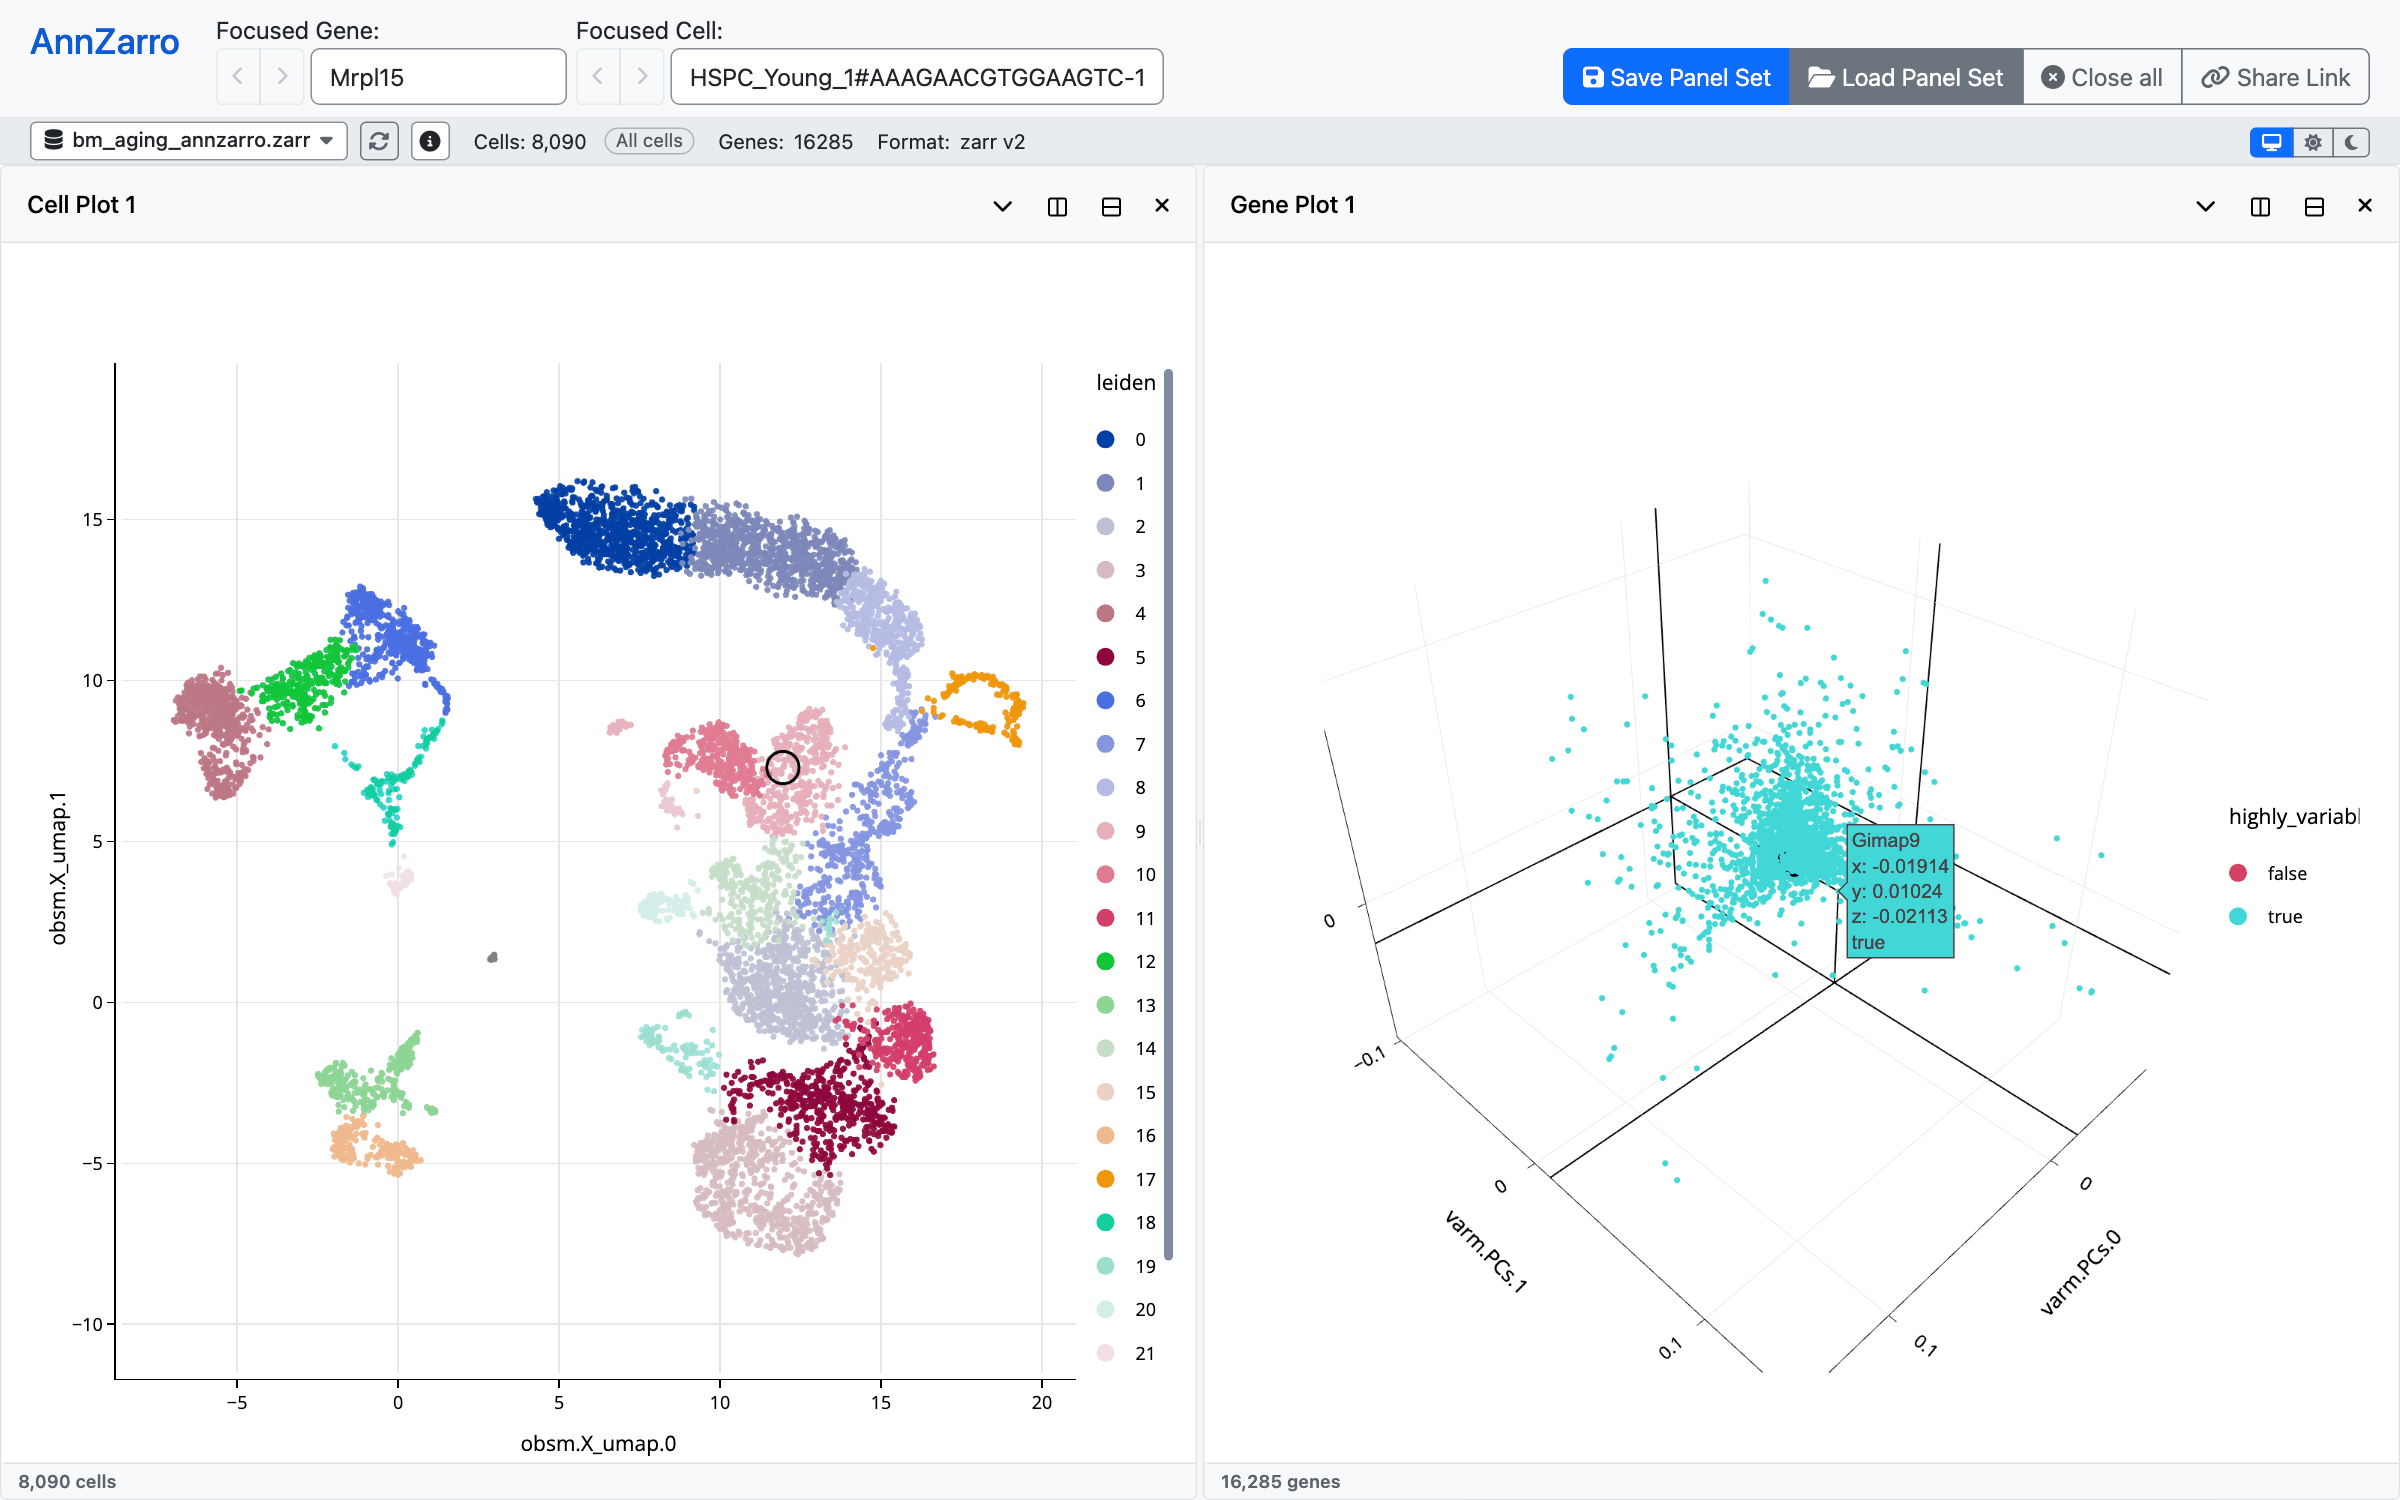 AnnZarro
Focused Gene:
Focused Cell:
Mrpl15
HSPC_Young_1#AAAGAACGTGGAAGTC-1
Save Panel Set
Load Panel Set
Close all
Share Link
bm_aging_annzarro.zarr
Cells: 8,090
All cells
Genes: 16285
Format: zarr v2
Cell Plot 1
leiden
0
1
2
3
4
5
6
7
8
9
10
11
12
13
14
15
16
17
18
19
20
21
15
10
5
0
−5
−10
obsm.X_umap.1
−5
0
5
10
15
20
obsm.X_umap.0
8,090 cells
Gene Plot 1
Gimap9
x: -0.01914
y: 0.01024
z: -0.02113
true
highly_variabl
false
true
0
−0.1
0
0.1
varm.PCs.1
0
0.1
varm.PCs.0
16,285 genes